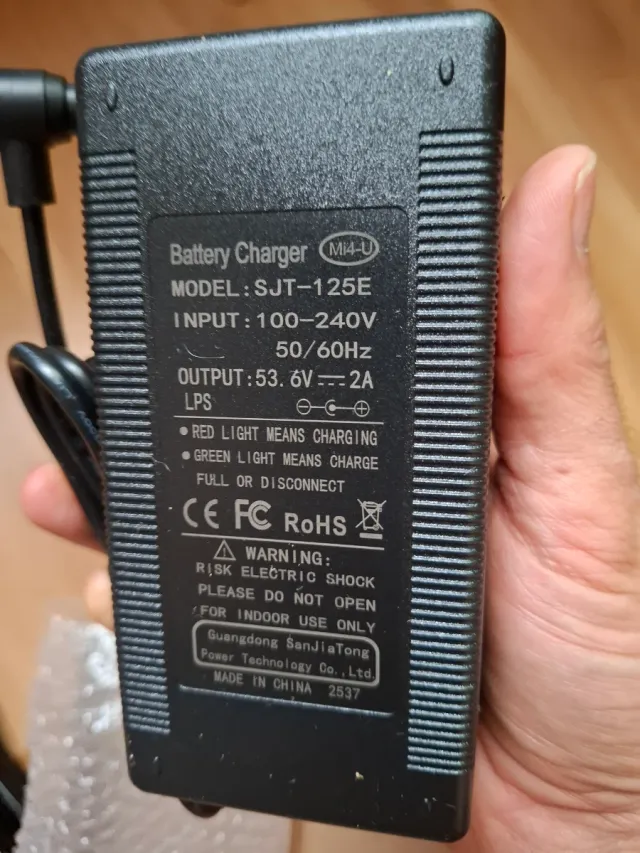 Battery Charger Mi4-U
MODEL:SJT-125E
INPUT:100-240V
50/60Hz
OUTPUT:53.6V⎓2A
LPS
RED LIGHT MEANS CHARGING
GREEN LIGHT MEANS CHARGE
FULL OR DISCONNECT
CE FC RoHS
WARNING:
RISK ELECTRIC SHOCK
PLEASE DO NOT OPEN
FOR INDOOR USE ONLY
Guangdong SanJiaTong
Power Technology Co.,Ltd.
MADE IN CHINA 2537